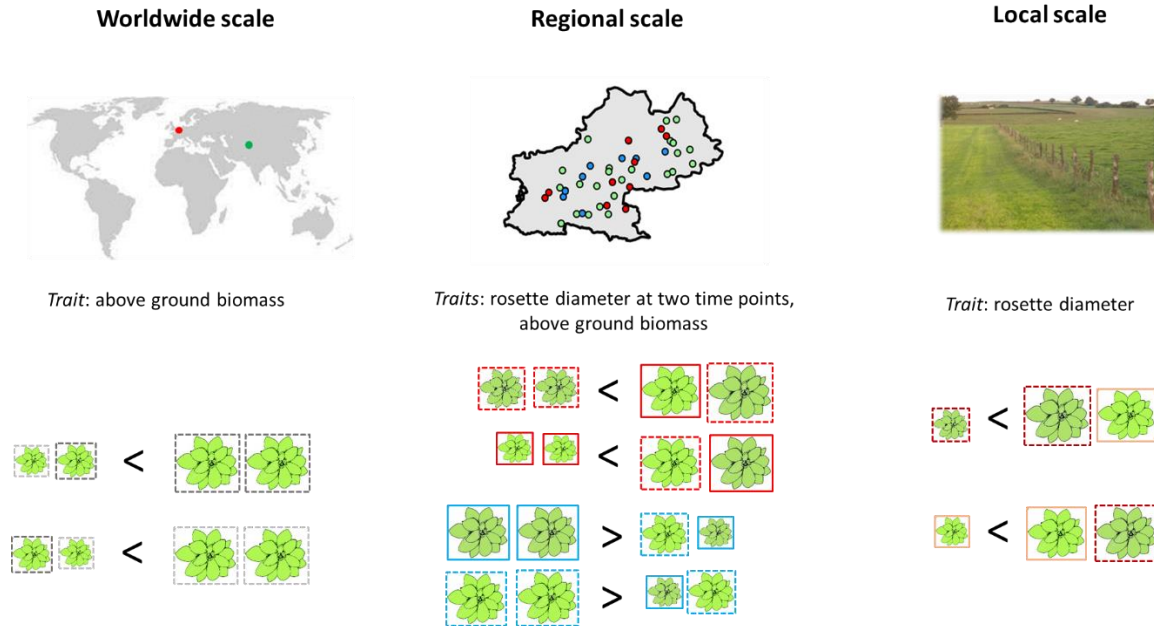 Worldwide scale
Regional scale
Local scale
Trait: above ground biomass
Traits: rosette diameter at two time points,
above ground biomass
Trait: rosette diameter
<
<
<
<
>
>
<
<